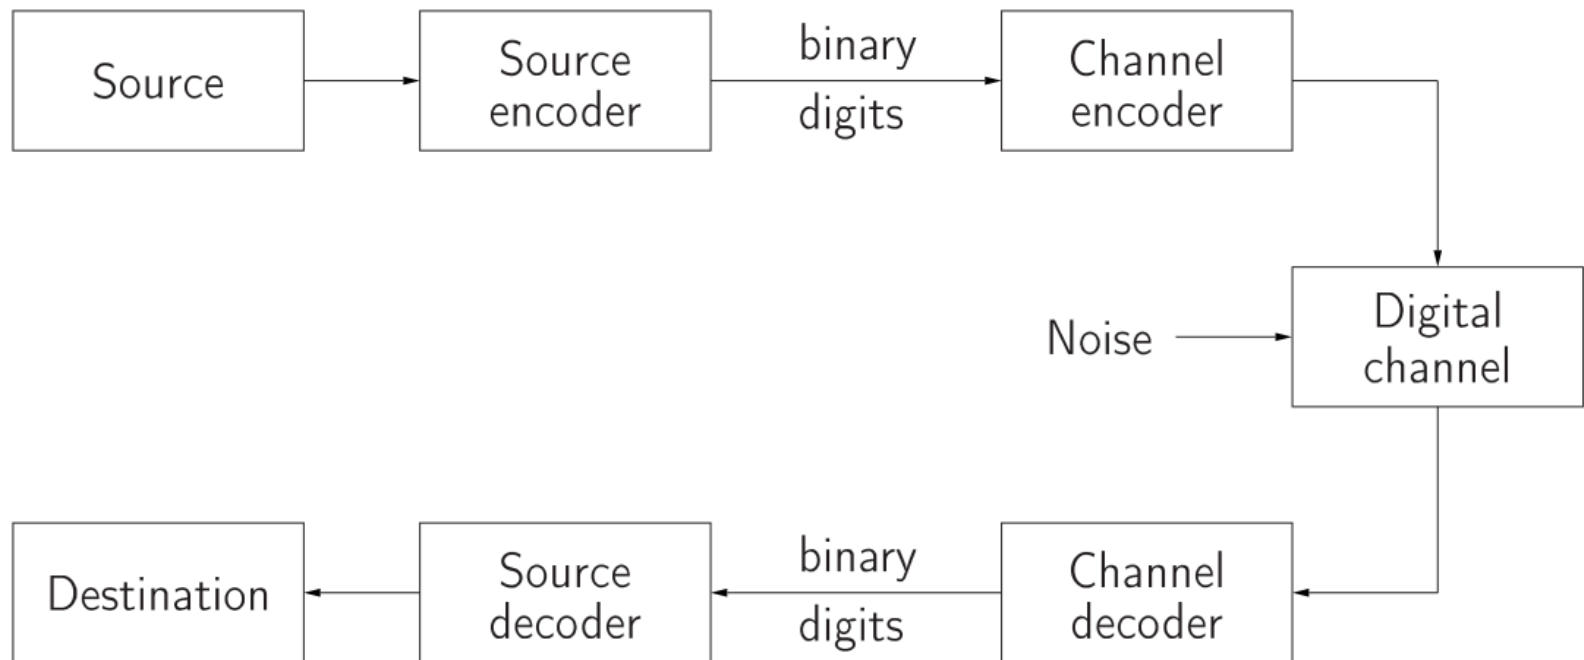 Source
Source
encoder
binary
digits
Channel
encoder
Noise
Digital
channel
Destination
Source
decoder
binary
digits
Channel
decoder